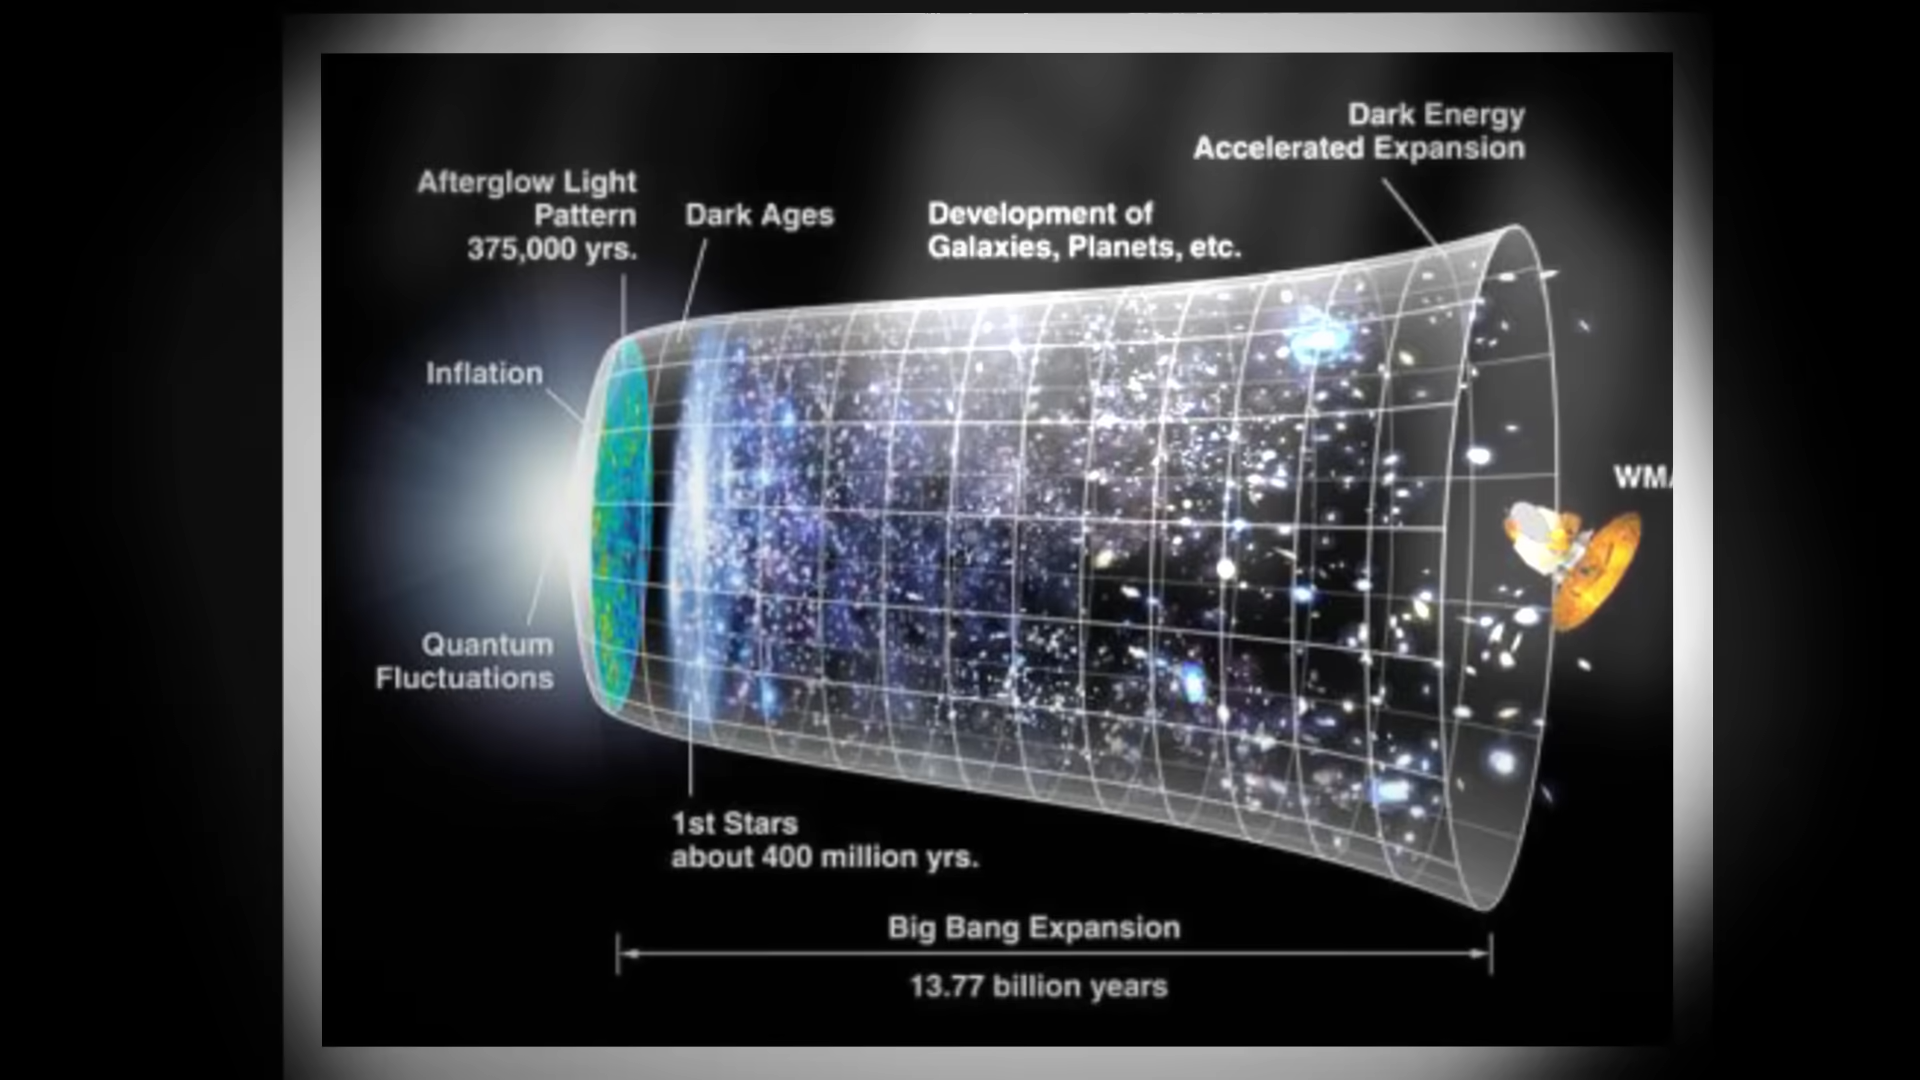 Dark Energy
Accelerated Expansion
Afterglow Light
Pattern
375,000 yrs.
Dark Ages
Development of
Galaxies, Planets, etc.
Inflation
Quantum
Fluctuations
1st Stars
about 400 million yrs.
Big Bang Expansion
13.77 billion years